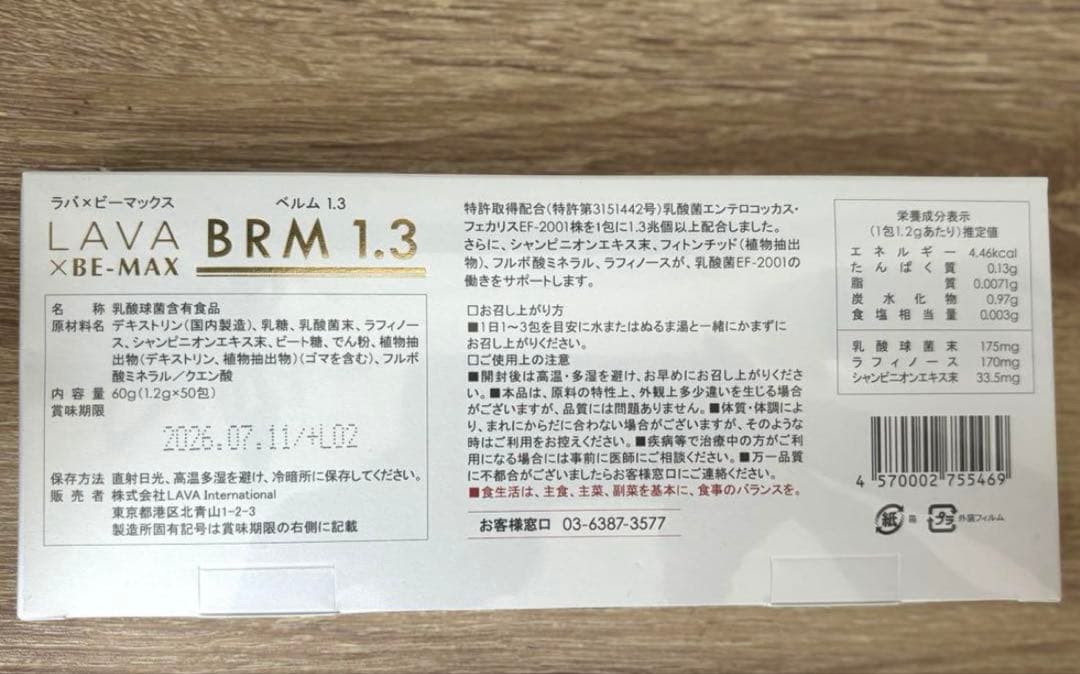 ラバ×ビーマックス
LAVA
×BE-MAX
ベルム 1.3
BRM 1.3
名称 乳酸球菌含有食品
原材料名 デキストリン(国内製造)、乳糖、乳酸菌末、ラフィノー
ス、シャンピニオンエキス末、ビート糖、でん粉、植物抽
出物(デキストリン、植物抽出物)(ゴマを含む)、フルボ
酸ミネラル/クエン酸
内容量 60g(1.2g×50包)
賞味期限
2026.07.11/+L02
保存方法 直射日光、高温多湿を避け、冷暗所に保存してください。
販売者 株式会社LAVA International
東京都港区北青山1-2-3
製造所固有記号は賞味期限の右側に記載
特許取得配合(特許第3151442号)乳酸菌エンテロコッカス・
フェカリスEF-2001株を1包に1.3兆個以上配合しました。
さらに、シャンピニオンエキス末、フィトンチッド(植物抽出
物)、フルボ酸ミネラル、ラフィノースが、乳酸菌EF-2001の
働きをサポートします。
□お召し上がり方
■1日1〜3包を目安に水またはぬるま湯と一緒にかまずに
お召し上がりください。
□ご使用上の注意
■開封後は高温・多湿を避け、お早めにお召し上がりくださ
い。■本品は、原料の特性上、外観上多少違いを生じる場合
がございますが、品質には問題ありません。■体質・体調によ
り、まれにからだに合わない場合がございますが、そのような
時はご利用をお控えください。■疾病等で治療中の方がご利
用になる場合には事前に医師にご相談ください。■万一品質
に不都合がございましたらお客様窓口にご連絡ください。
■食生活は、主食、主菜、副菜を基本に、食事のバランスを。
お客様窓口 03-6387-3577
栄養成分表示
(1包1.2gあたり)推定値
エネルギー 4.46kcal
たんぱく質 0.13g
脂質 0.0071g
炭水化物 0.97g
食塩相当量 0.003g
乳酸球菌末 175mg
ラフィノース 170mg
シャンピニオンエキス末 33.5mg
4 570002 755469
紙 箱 プラ 外装フィルム